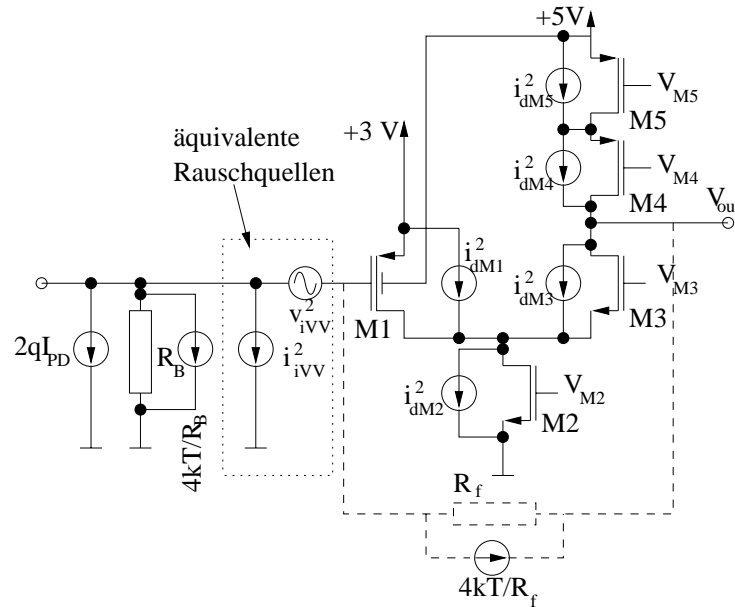 +5V
i²dM5
VM5
M5
+3 V
äquivalente
Rauschquellen
i²dM4
VM4
M4
Vou
i²dM1
i²dM3
VM3
M3
v²iVV
M1
2qIPD
RB
4kT/RB
i²iVV
i²dM2
VM2
M2
Rf
4kT/Rf